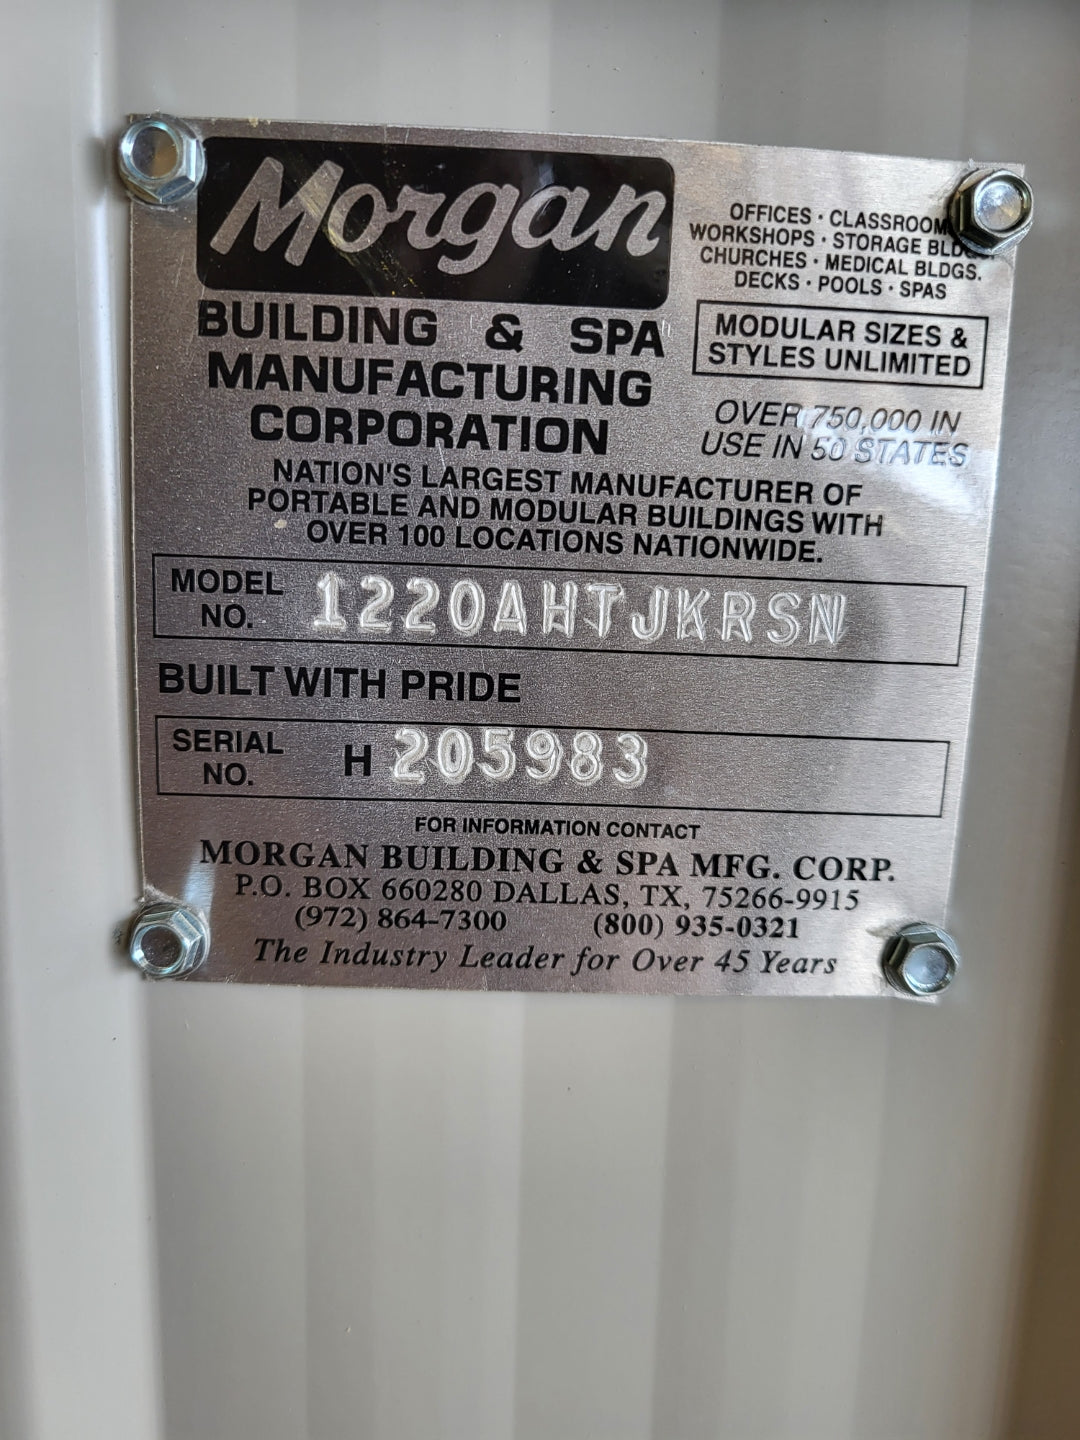 Morgan
BUILDING & SPA
MANUFACTURING
CORPORATION
OFFICES · CLASSROOM
WORKSHOPS · STORAGE BLDG
CHURCHES · MEDICAL BLDGS.
DECKS · POOLS · SPAS
MODULAR SIZES &
STYLES UNLIMITED
OVER 750,000 IN
USE IN 50 STATES
NATION'S LARGEST MANUFACTURER OF
PORTABLE AND MODULAR BUILDINGS WITH
OVER 100 LOCATIONS NATIONWIDE.
MODEL NO. 1220AHTJKRSN
BUILT WITH PRIDE
SERIAL NO. H 205983
FOR INFORMATION CONTACT
MORGAN BUILDING & SPA MFG. CORP.
P.O. BOX 660280 DALLAS, TX, 75266-9915
(972) 864-7300 (800) 935-0321
The Industry Leader for Over 45 Years